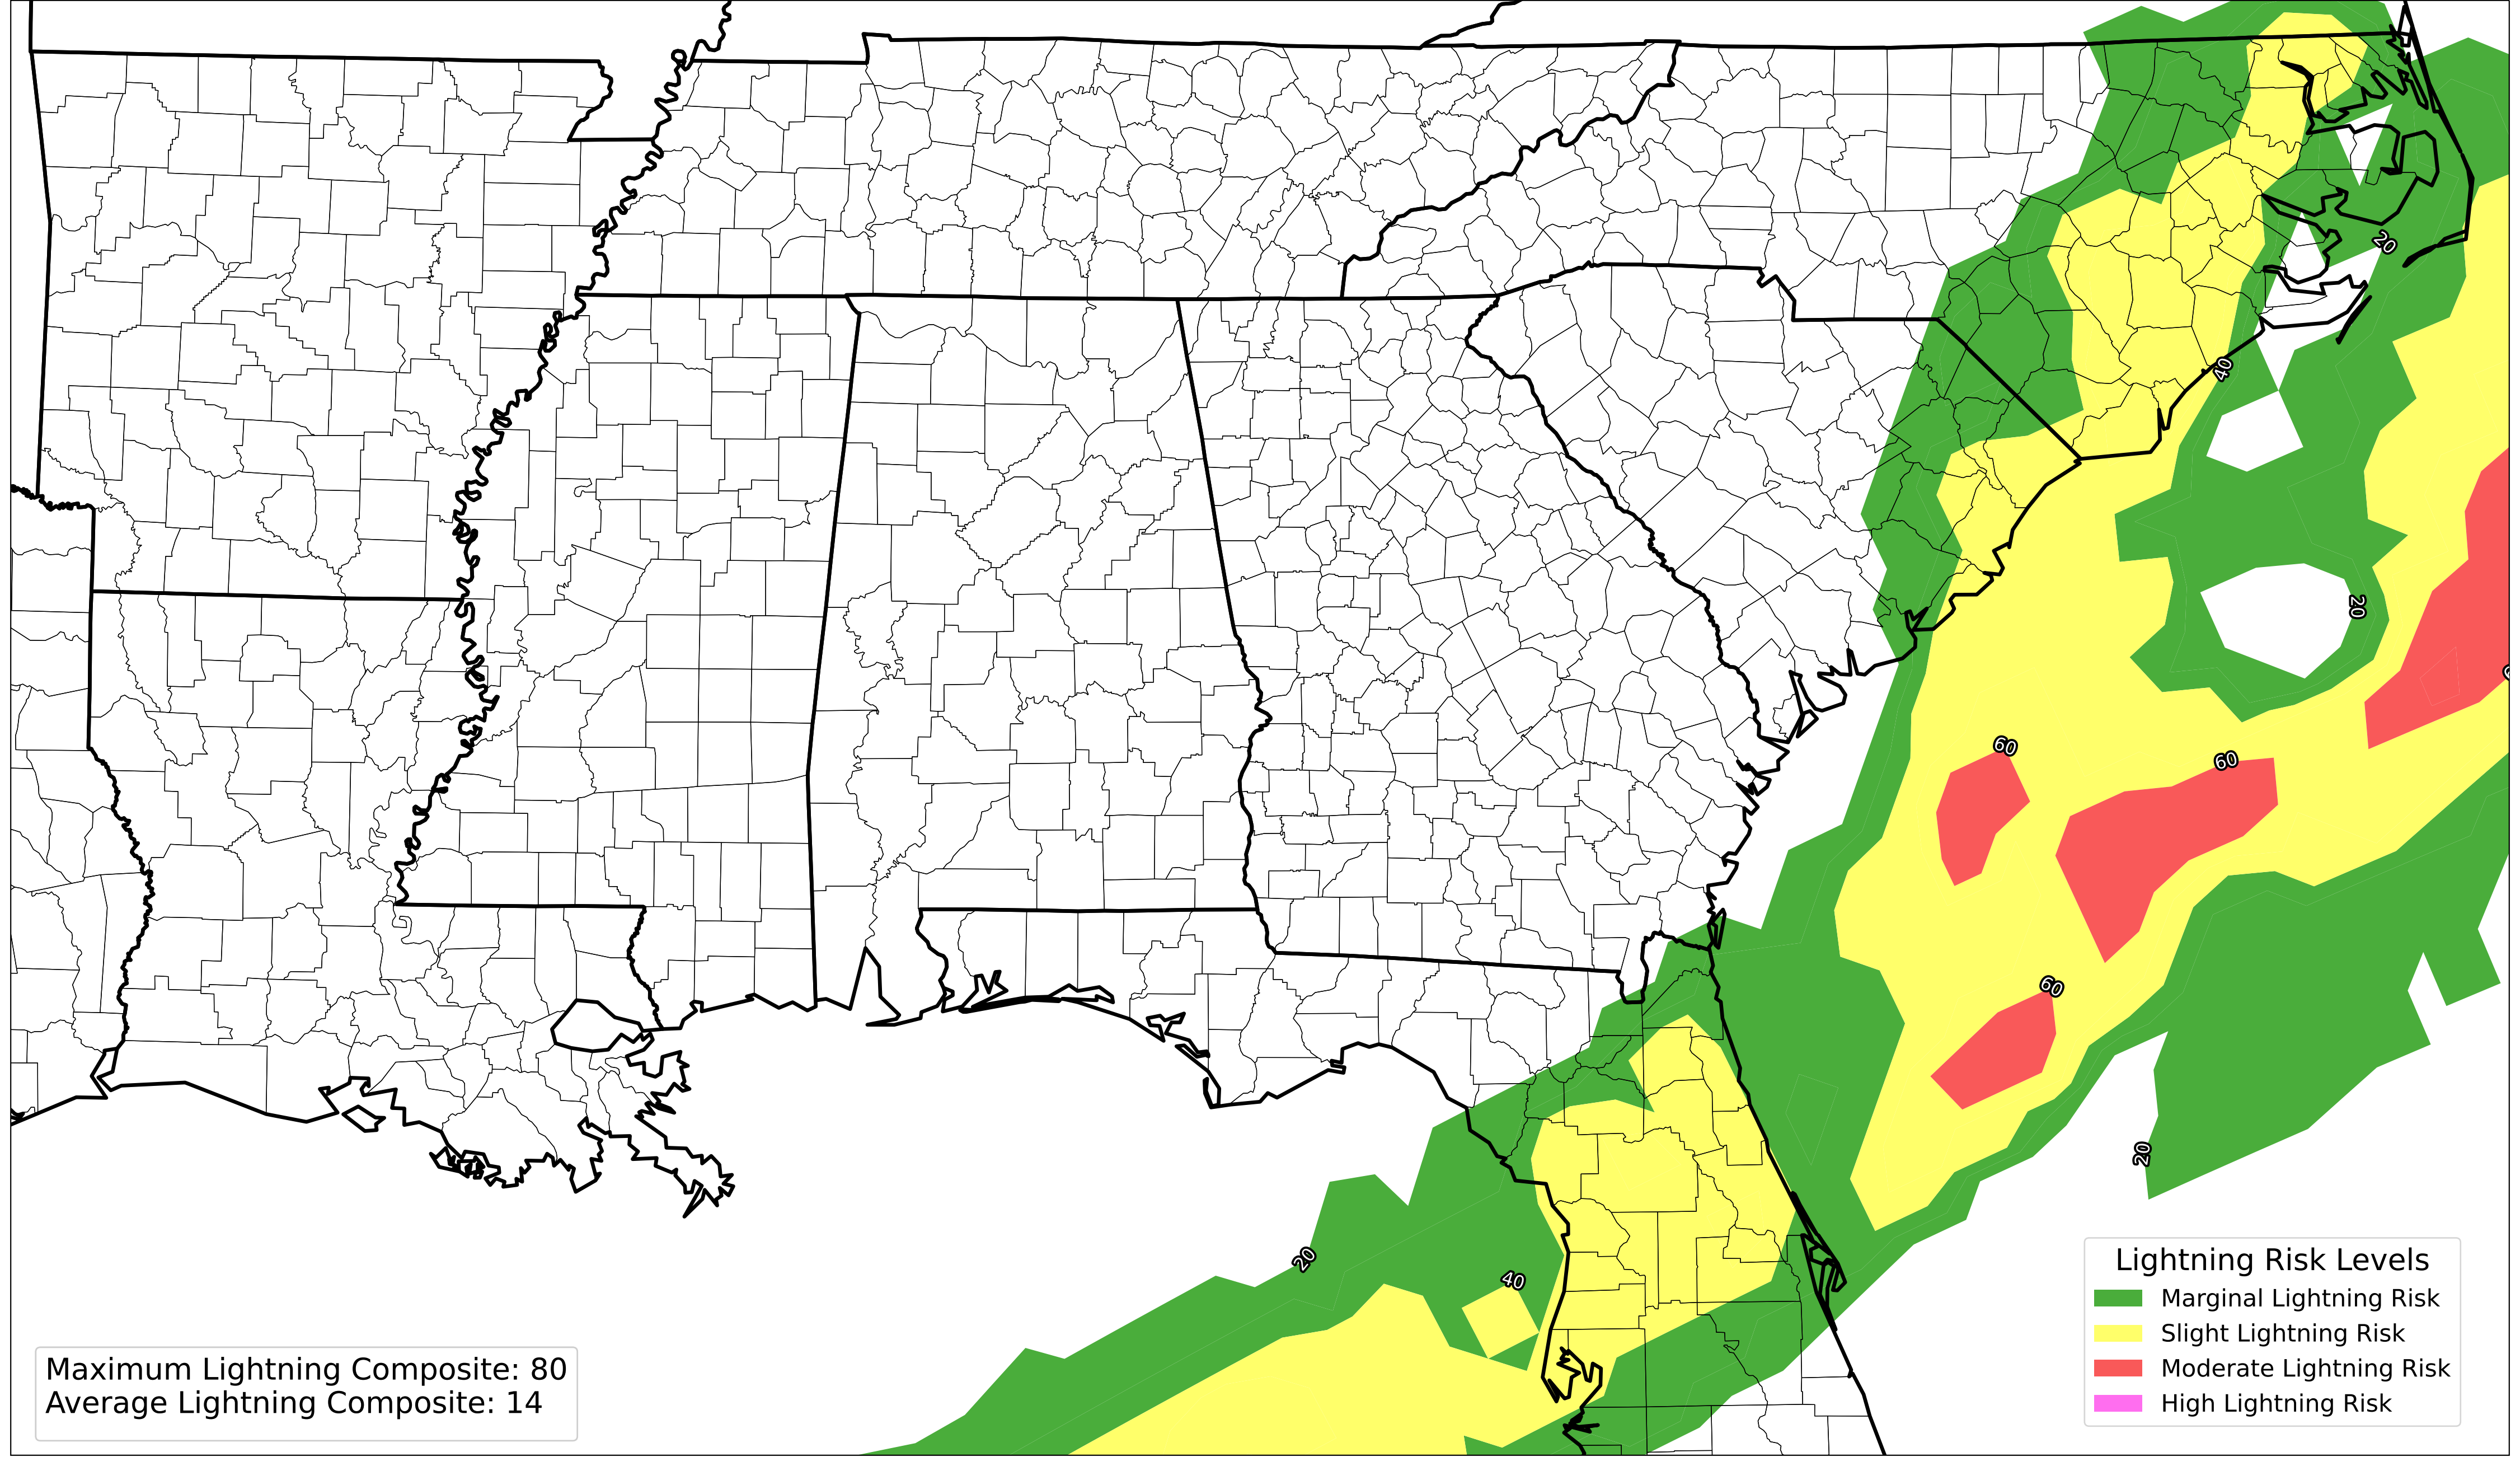 20
40
20
60
60
60
20
20
40
Lightning Risk Levels
Marginal Lightning Risk
Slight Lightning Risk
Moderate Lightning Risk
High Lightning Risk
Maximum Lightning Composite: 80
Average Lightning Composite: 14